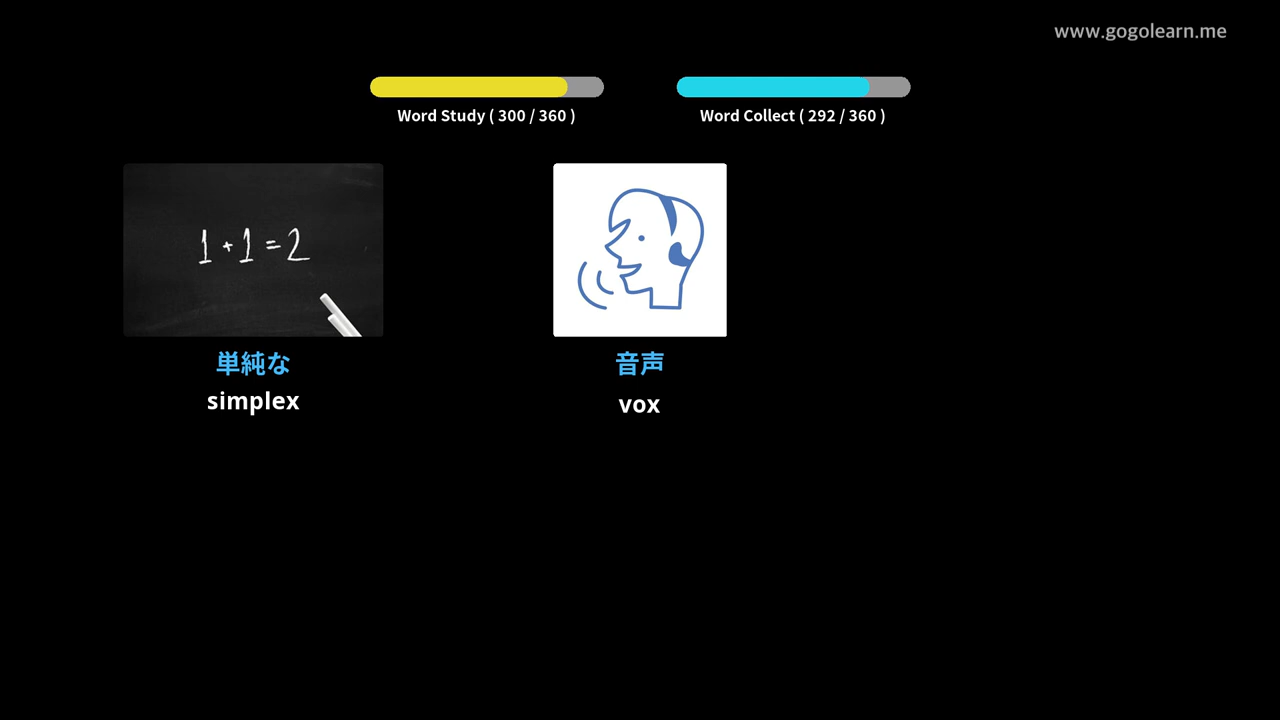 www.gogolearn.me
Word Study ( 300 / 360 )
Word Collect ( 292 / 360 )
1 + 1 = 2
単純な
simplex
音声
vox